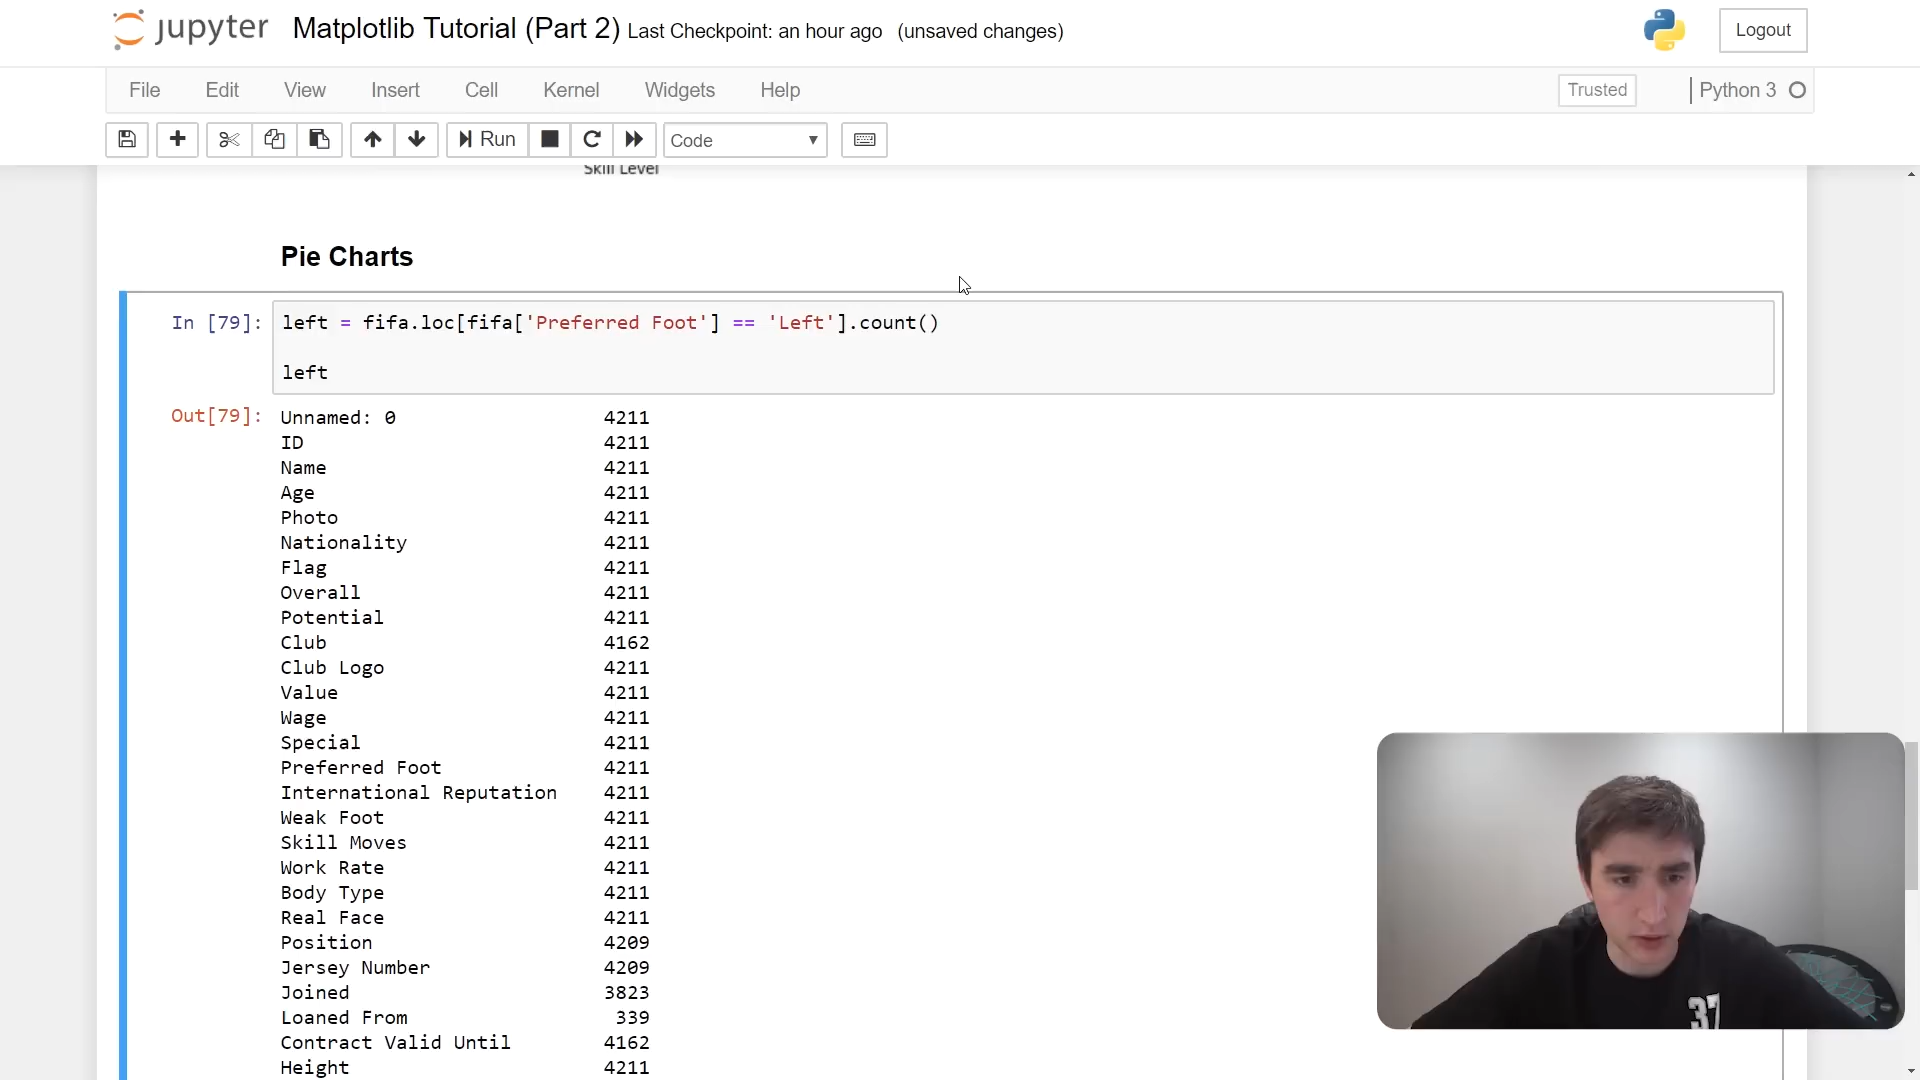 jupyter Matplotlib Tutorial (Part 2) Last Checkpoint: an hour ago (unsaved changes) Logout
File Edit View Insert Cell Kernel Widgets Help Trusted Python 3
Run Code
Skill Level
Pie Charts
In [79]: left = fifa.loc[fifa['Preferred Foot'] == 'Left'].count()
left
Out[79]: Unnamed: 0 4211
ID 4211
Name 4211
Age 4211
Photo 4211
Nationality 4211
Flag 4211
Overall 4211
Potential 4211
Club 4162
Club Logo 4211
Value 4211
Wage 4211
Special 4211
Preferred Foot 4211
International Reputation 4211
Weak Foot 4211
Skill Moves 4211
Work Rate 4211
Body Type 4211
Real Face 4211
Position 4209
Jersey Number 4209
Joined 3823
Loaned From 339
Contract Valid Until 4162
Height 4211
37